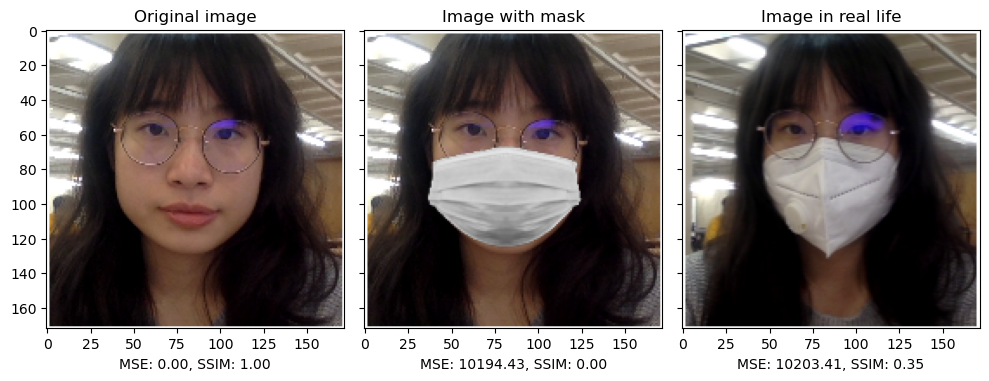 Original image
Image with mask
Image in real life
0
20
40
60
80
100
120
140
160
0 25 50 75 100 125 150
0 25 50 75 100 125 150
0 25 50 75 100 125 150
MSE: 0.00, SSIM: 1.00
MSE: 10194.43, SSIM: 0.00
MSE: 10203.41, SSIM: 0.35